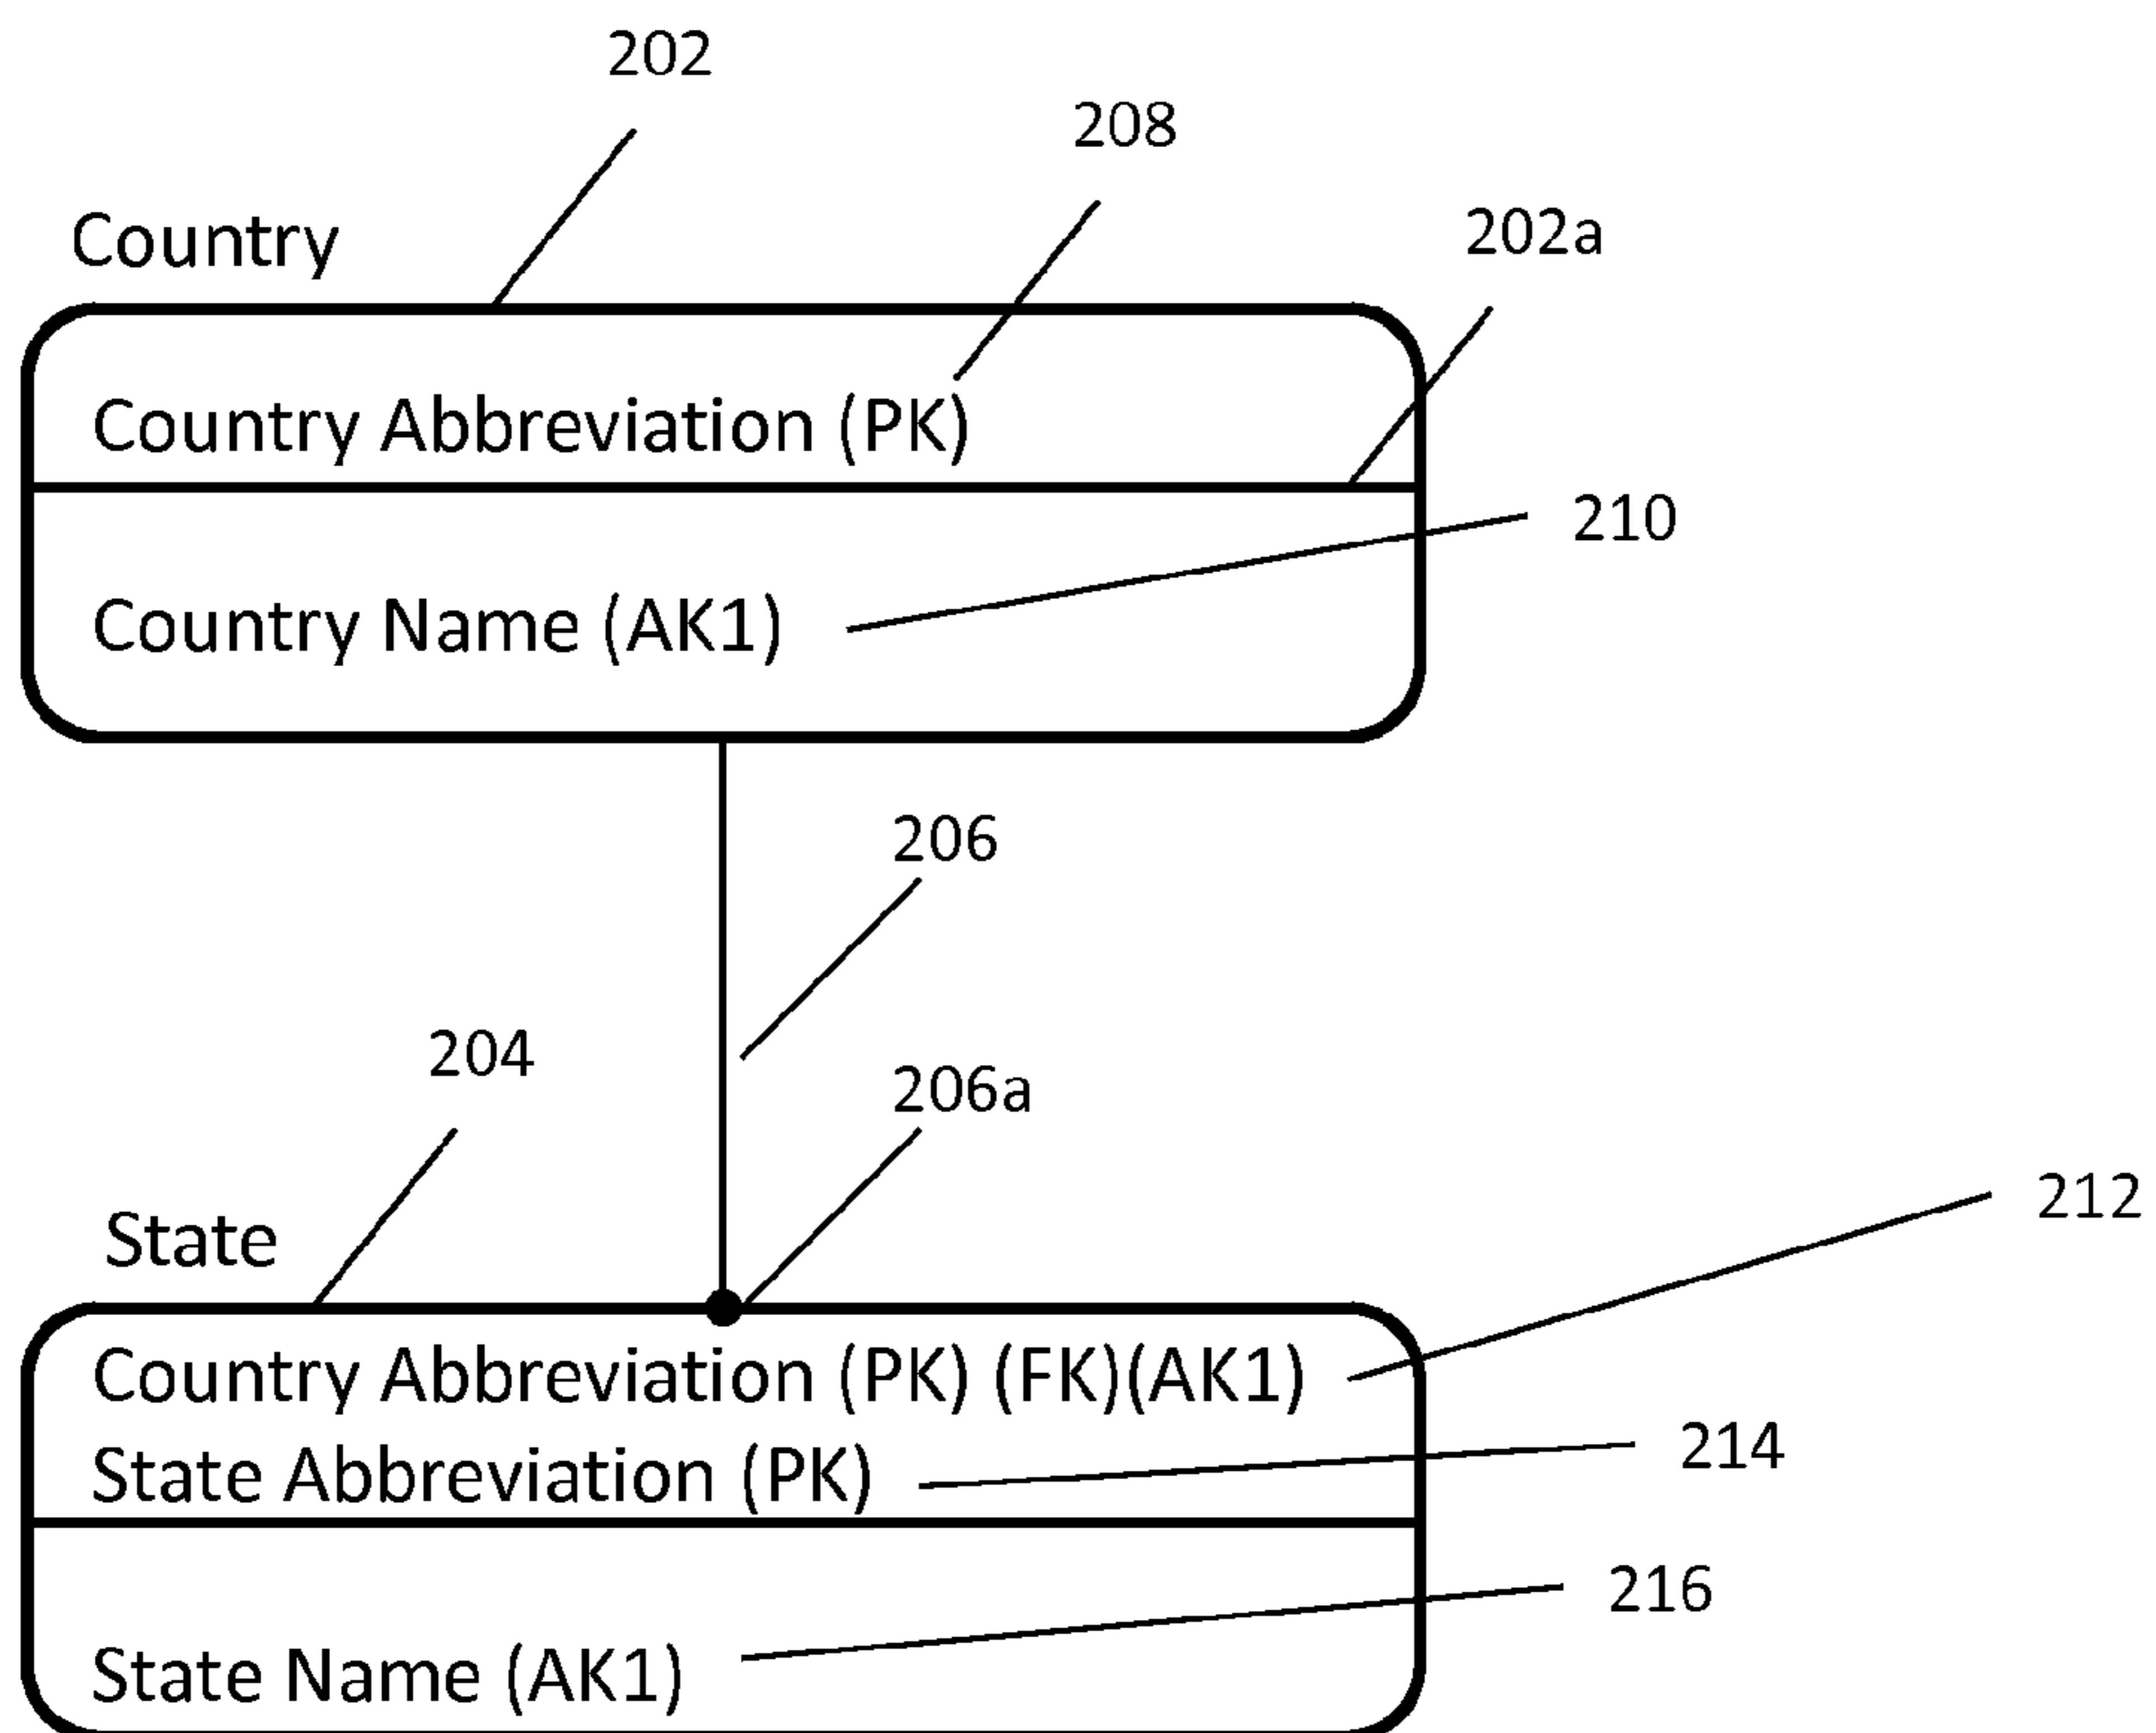 202
208
202a
Country
Country Abbreviation (PK)
210
Country Name (AK1)
206
204
206a
212
State
Country Abbreviation (PK) (FK)(AK1)
214
State Abbreviation (PK)
216
State Name (AK1)